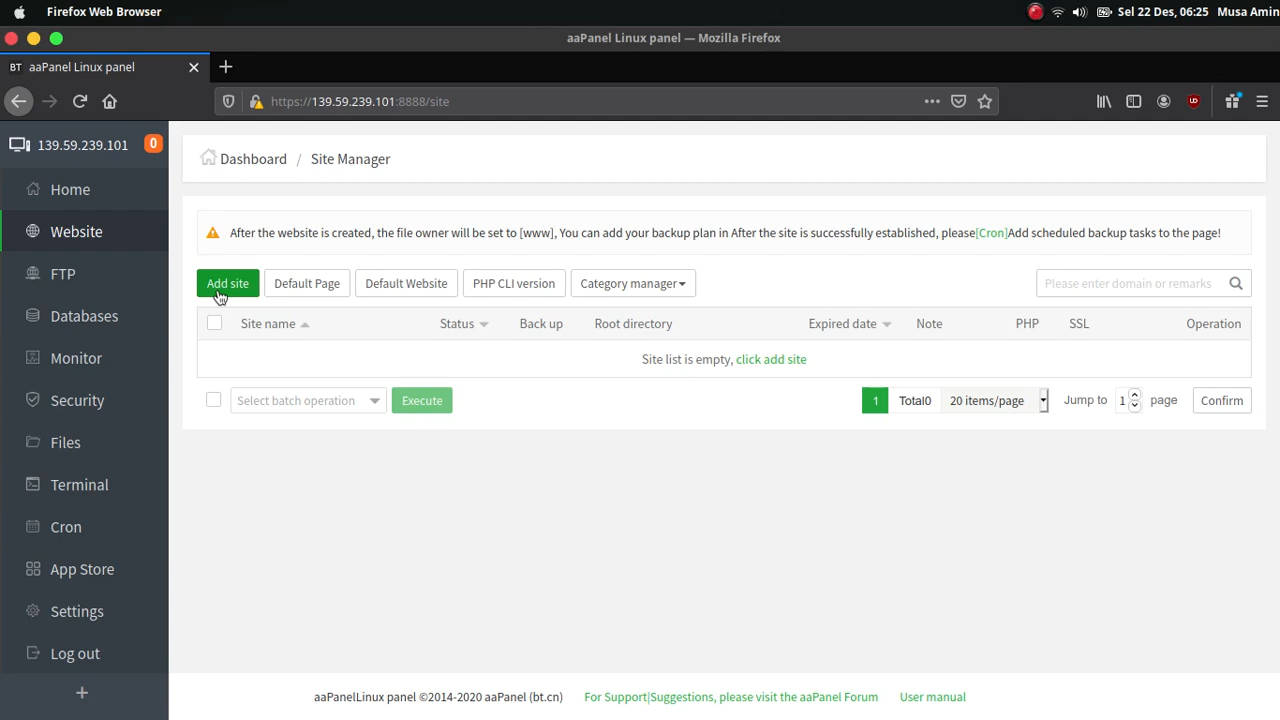 Firefox Web Browser
Sel 22 Des, 06:25 Musa Amin
aaPanel Linux panel — Mozilla Firefox
BT aaPanel Linux panel
https://139.59.239.101:8888/site
139.59.239.101 0
Home
Website
FTP
Databases
Monitor
Security
Files
Terminal
Cron
App Store
Settings
Log out
Dashboard / Site Manager
After the website is created, the file owner will be set to [www], You can add your backup plan in After the site is successfully established, please[Cron]Add scheduled backup tasks to the page!
Add site Default Page Default Website PHP CLI version Category manager Please enter domain or remarks
Site name Status Back up Root directory Expired date Note PHP SSL Operation
Site list is empty, click add site
Select batch operation Execute 1 Total0 20 items/page Jump to 1 page Confirm
aaPanelLinux panel ©2014-2020 aaPanel (bt.cn) For Support|Suggestions, please visit the aaPanel Forum User manual